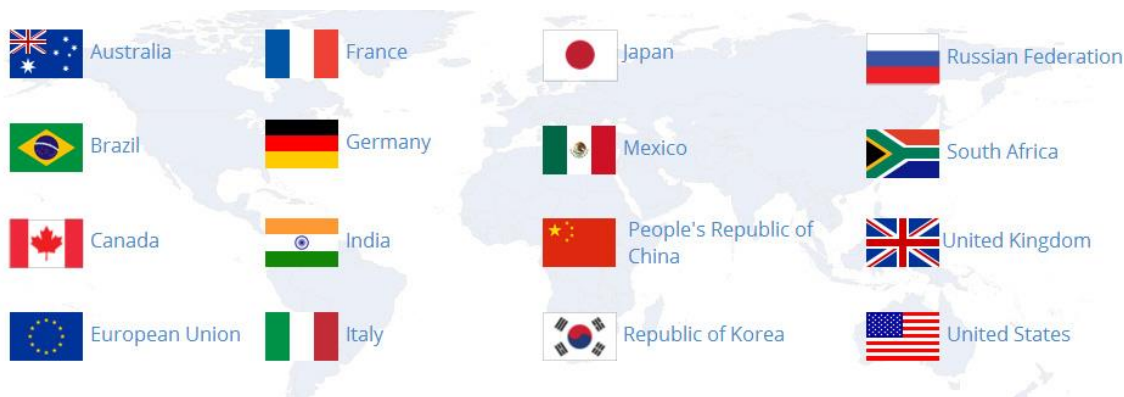 Australia
France
Japan
Russian Federation
Brazil
Germany
Mexico
South Africa
Canada
India
People's Republic of
China
United Kingdom
European Union
Italy
Republic of Korea
United States